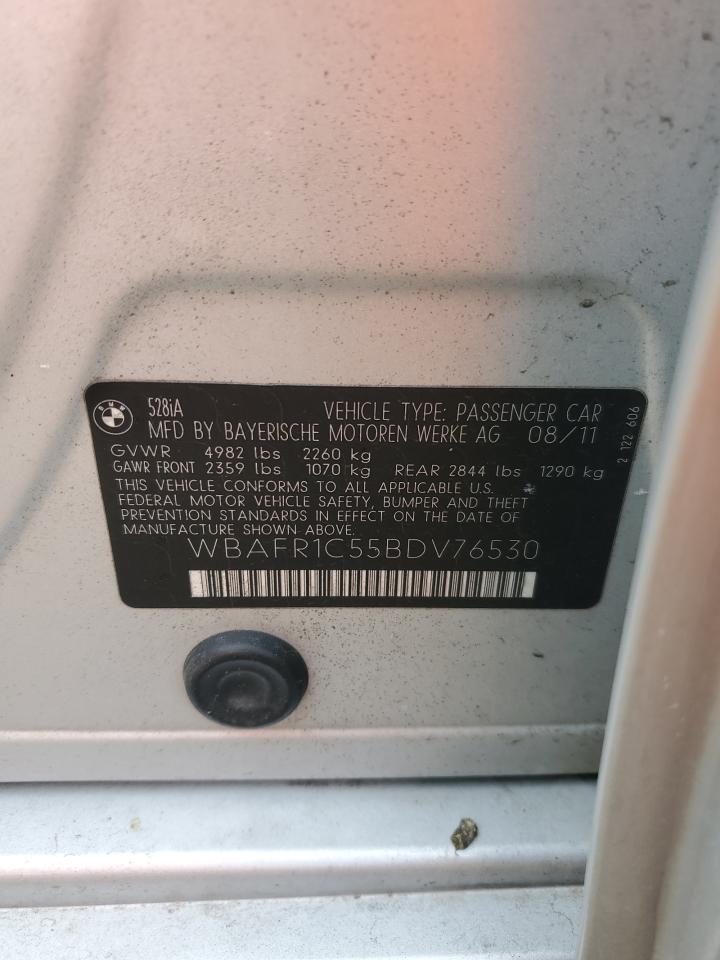 BMW
528iA VEHICLE TYPE: PASSENGER CAR
MFD BY BAYERISCHE MOTOREN WERKE AG 08/11
GVWR 4982 lbs 2260 kg
GAWR FRONT 2359 lbs 1070 kg REAR 2844 lbs 1290 kg
THIS VEHICLE CONFORMS TO ALL APPLICABLE U.S.
FEDERAL MOTOR VEHICLE SAFETY, BUMPER AND THEFT
PREVENTION STANDARDS IN EFFECT ON THE DATE OF
MANUFACTURE SHOWN ABOVE.
WBAFR1C55BDV76530
2 122 606